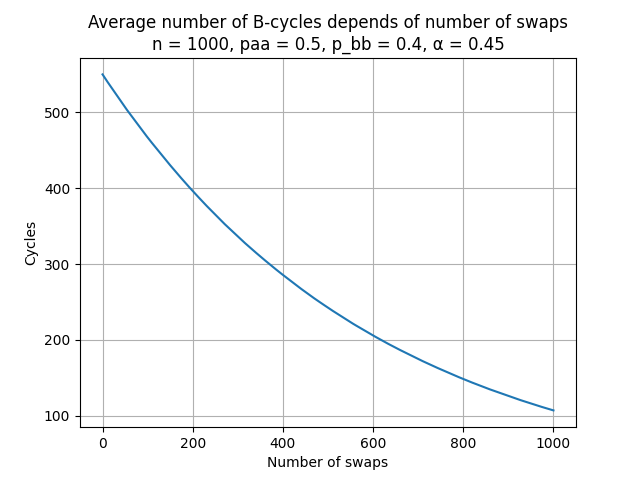 Average number of B-cycles depends of number of swaps
n = 1000, paa = 0.5, p_bb = 0.4, α = 0.45
500
400
300
200
100
Cycles
0 200 400 600 800 1000
Number of swaps